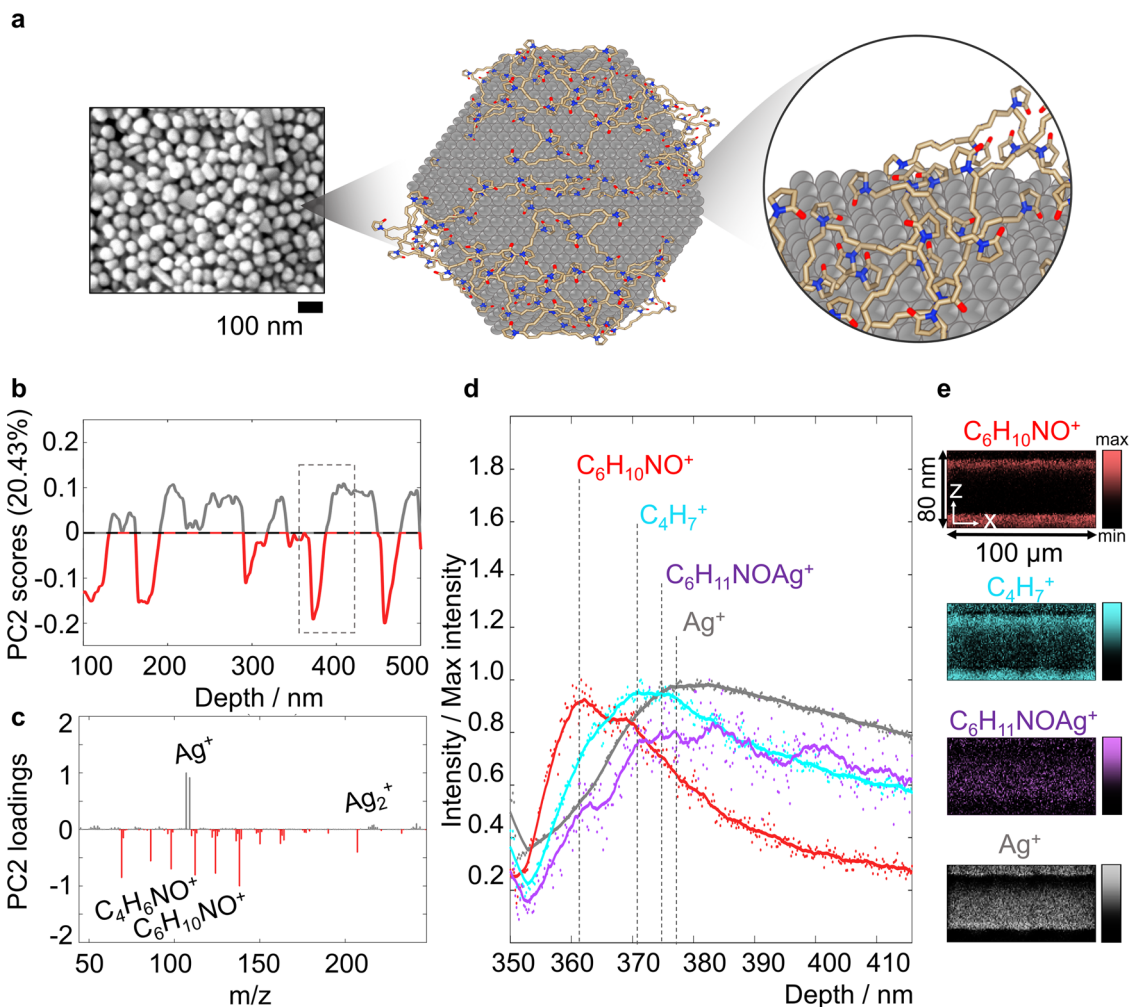 a
100 nm
b
PC2 scores (20.43%)
0.2
0.1
0
-0.1
-0.2
100
200
300
400
500
Depth / nm
c
PC2 loadings
2
1
0
-1
-2
Ag⁺
Ag₂⁺
C₄H₆NO⁺
C₆H₁₀NO⁺
50
100
150
200
m/z
d
Intensity / Max intensity
1.8
1.6
1.4
1.2
1.0
0.8
0.6
0.4
0.2
C₆H₁₀NO⁺
C₄H₇⁺
C₆H₁₁NOAg⁺
Ag⁺
350
360
370
380
390
400
410
Depth / nm
e
C₆H₁₀NO⁺
max
80 nm
Z
X
min
100 µm
C₄H₇⁺
C₆H₁₁NOAg⁺
Ag⁺